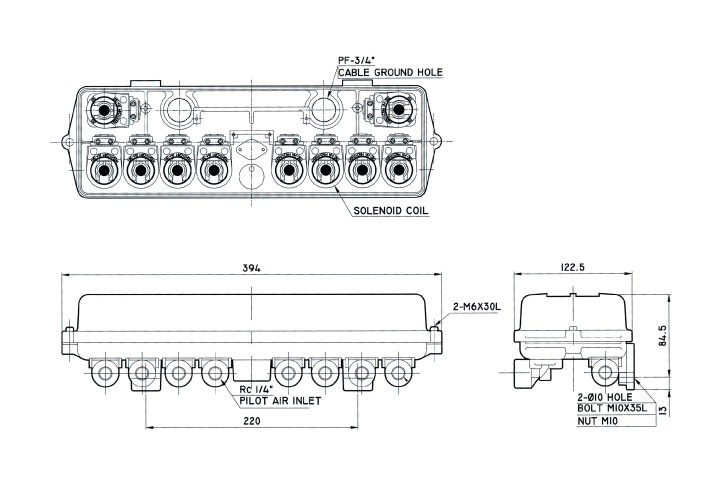 PF-3/4"
CABLE GROUND HOLE
SOLENOID COIL
394
122.5
2-M6X30L
84.5
Rc 1/4"
PILOT AIR INLET
220
2-Ø10 HOLE
BOLT M10X35L
NUT M10
13